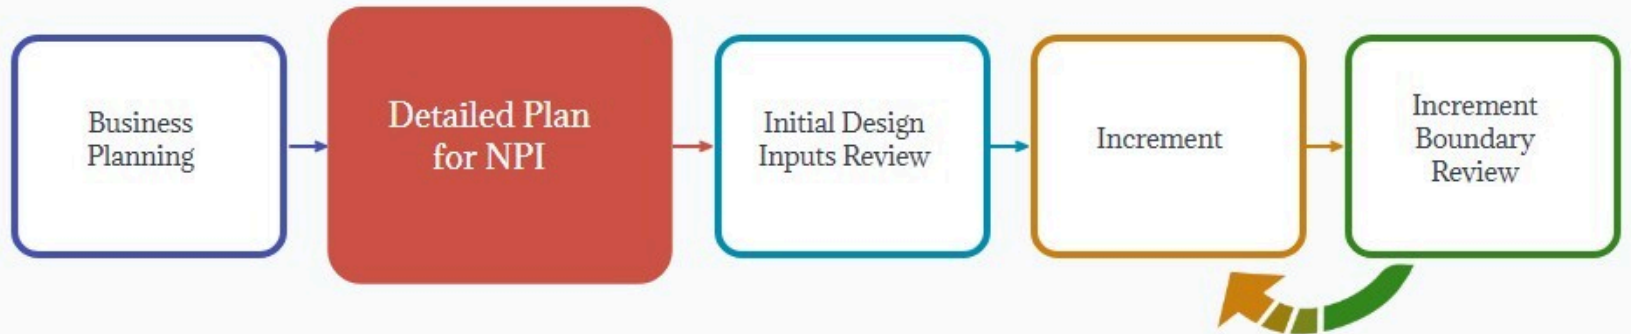 Business
Planning
Detailed Plan
for NPI
Initial Design
Inputs Review
Increment
Increment
Boundary
Review